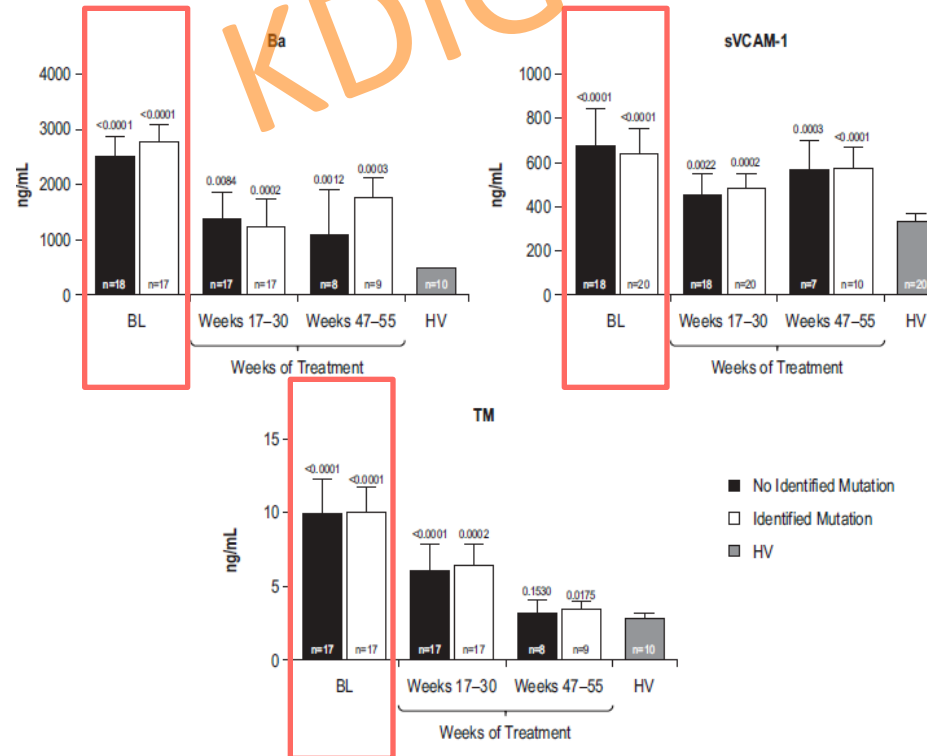 KDIG
Ba
4000
3000
2000
1000
0
ng/mL
<0.0001
<0.0001
0.0084
0.0002
0.0012
0.0003
n=18
n=17
n=17
n=17
n=8
n=9
n=10
BL
Weeks 17–30
Weeks 47–55
HV
Weeks of Treatment
sVCAM-1
1000
800
600
400
200
0
ng/mL
<0.0001
<0.0001
0.0022
0.0002
0.0003
<0.0001
n=18
n=20
n=18
n=20
n=7
n=10
n=20
BL
Weeks 17–30
Weeks 47–55
HV
Weeks of Treatment
TM
15
10
5
0
ng/mL
<0.0001
<0.0001
<0.0001
0.0002
0.1530
0.0175
n=17
n=17
n=17
n=17
n=8
n=9
n=10
BL
Weeks 17–30
Weeks 47–55
HV
Weeks of Treatment
No Identified Mutation
Identified Mutation
HV